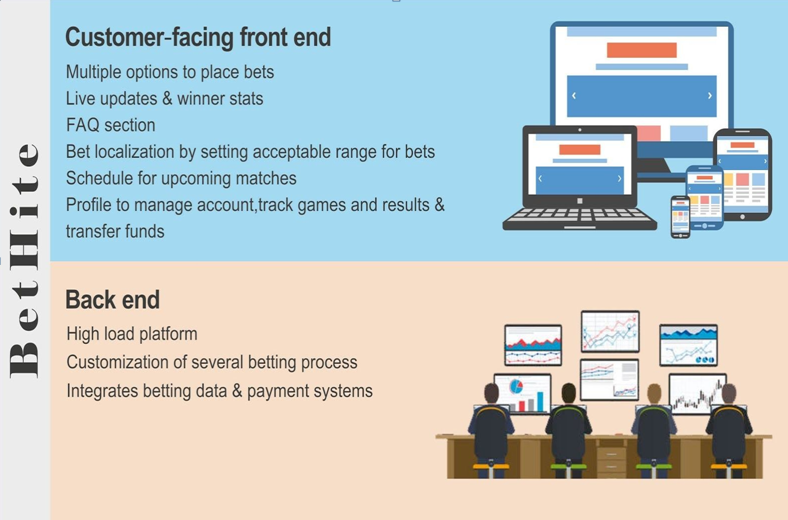 BetHite
Customer-facing front end
Multiple options to place bets
Live updates & winner stats
FAQ section
Bet localization by setting acceptable range for bets
Schedule for upcoming matches
Profile to manage account,track games and results &
transfer funds
Back end
High load platform
Customization of several betting process
Integrates betting data & payment systems